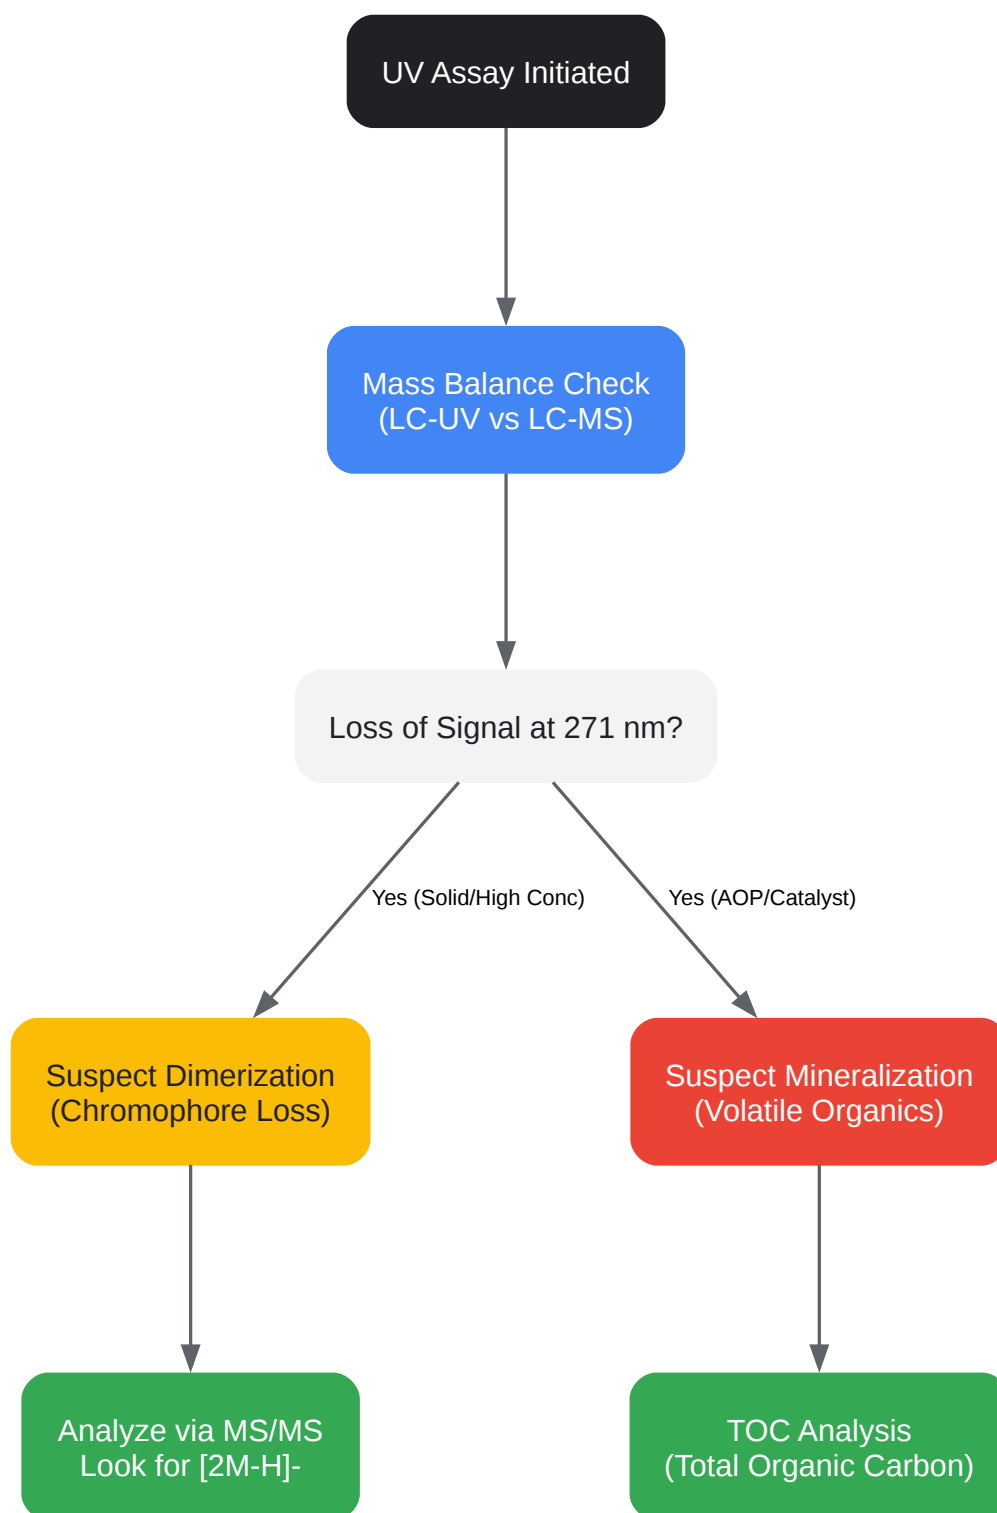 UV Assay Initiated
Mass Balance Check
(LC-UV vs LC-MS)
Loss of Signal at 271 nm?
Yes (Solid/High Conc)
Yes (AOP/Catalyst)
Suspect Dimerization
(Chromophore Loss)
Suspect Mineralization
(Volatile Organics)
Analyze via MS/MS
Look for [2M-H]-
TOC Analysis
(Total Organic Carbon)